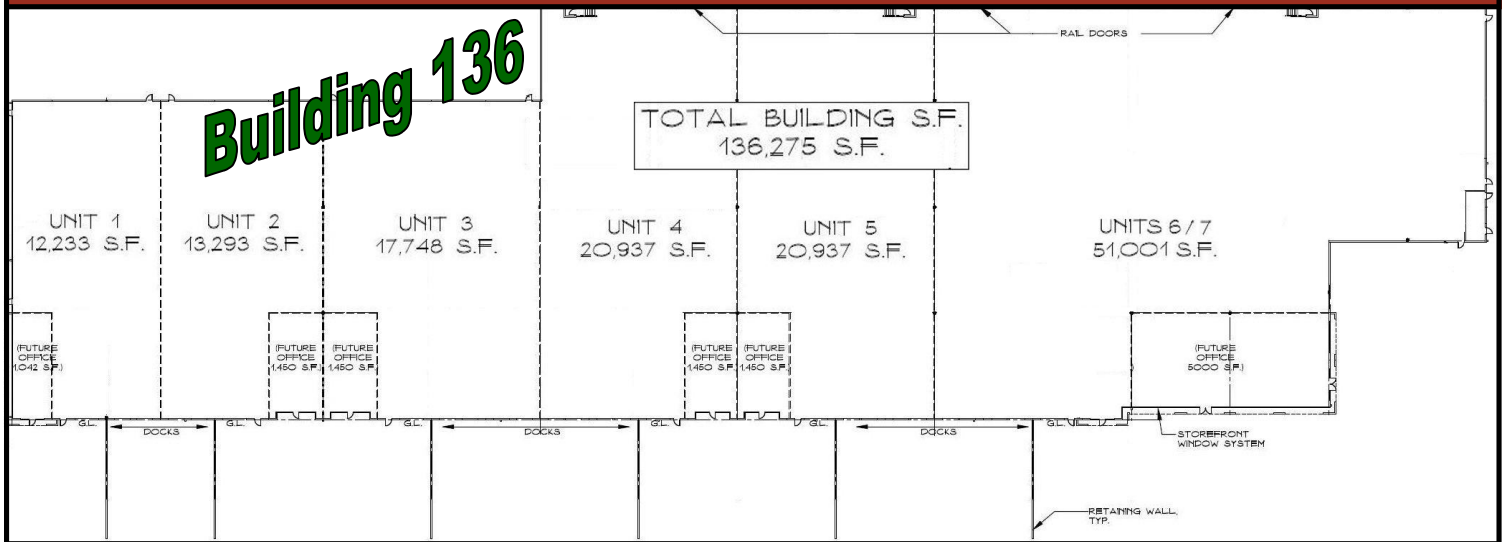 Building 136
RAIL DOORS
TOTAL BUILDING S.F.
136,275 S.F.
UNIT 1
12,233 S.F.
UNIT 2
13,293 S.F.
UNIT 3
17,748 S.F.
UNIT 4
20,937 S.F.
UNIT 5
20,937 S.F.
UNITS 6/7
51,001 S.F.
(FUTURE
OFFICE
1,042 S.F.)
(FUTURE
OFFICE
1,450 S.F.)
(FUTURE
OFFICE
1,450 S.F.)
(FUTURE
OFFICE
1,450 S.F.)
(FUTURE
OFFICE
1,450 S.F.)
(FUTURE
OFFICE
5000 S.F.)
G.L.
DOCKS
G.L.
G.L.
DOCKS
G.L.
G.L.
DOCKS
G.L.
STOREFRONT
WINDOW SYSTEM
RETAINING WALL,
TYP.